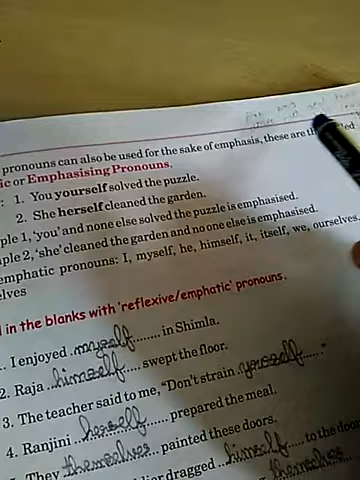 pronouns can also be used for the sake of emphasis, these are
ic or Emphasising Pronouns.
: 1. You yourself solved the puzzle.
2. She herself cleaned the garden.
ple 1, 'you' and none else solved the puzzle is emphasised.
mple 2, 'she' cleaned the garden and no one else is emphasised.
emphatic pronouns: I, myself, he, himself, it, itself, we, ourselves,
elves
in the blanks with 'reflexive/emphatic' pronouns.
I enjoyed myself in Shimla.
2. Raja himself swept the floor.
3. The teacher said to me, "Don't strain yourself."
4. Ranjini herself prepared the meal.
They themselves painted these doors.
dragged himself to the door
themselves